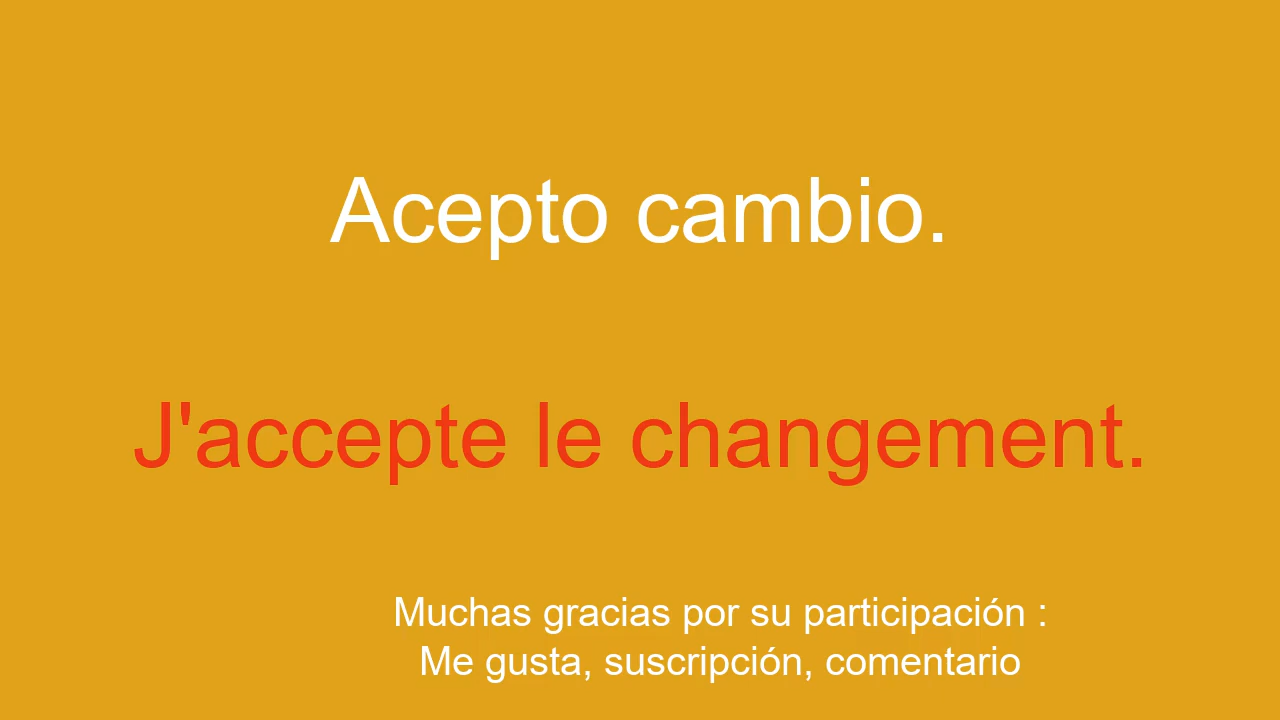 Acepto cambio.
J'accepte le changement.
Muchas gracias por su participación :
Me gusta, suscripción, comentario